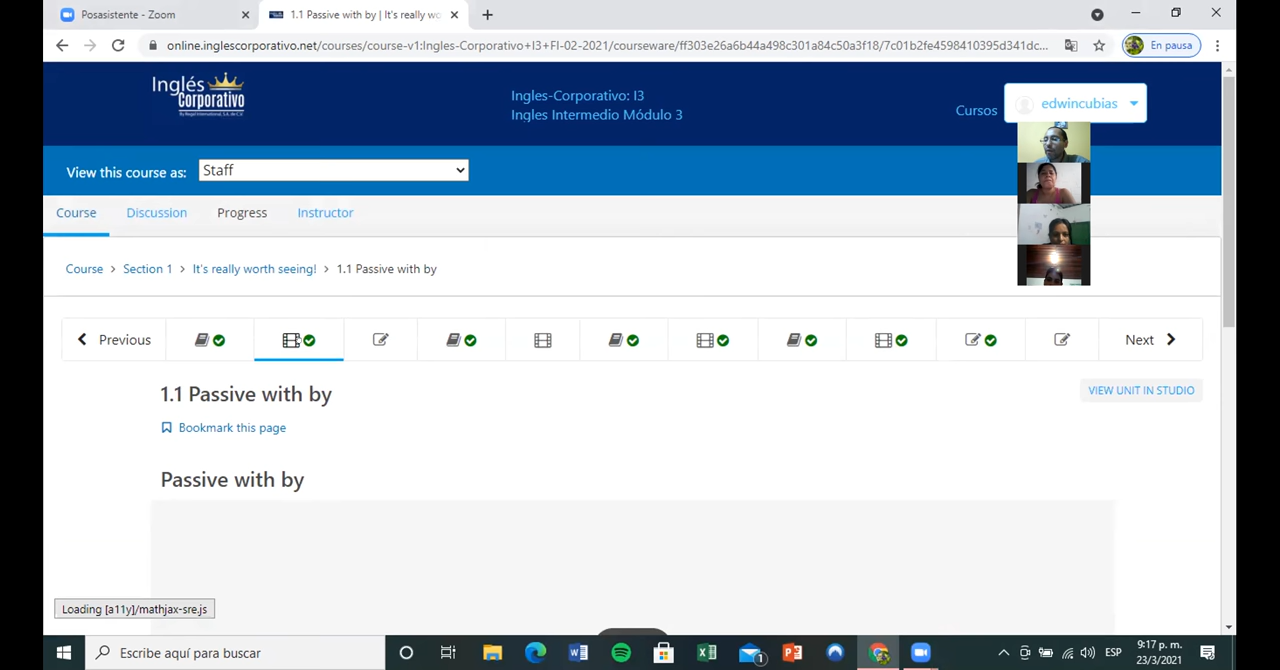 Posasistente - Zoom
1.1 Passive with by | It's really wo
online.inglescorporativo.net/courses/course-v1:Ingles-Corporativo+I3+FI-02-2021/courseware/ff303e26a6b44a498c301a84c50a3f18/7c01b2fe4598410395d341dc...
En pausa
Inglés
Corporativo
Ingles-Corporativo: I3
Ingles Intermedio Módulo 3
Cursos
edwincubias
View this course as:
Staff
Course
Discussion
Progress
Instructor
Course > Section 1 > It's really worth seeing! > 1.1 Passive with by
Previous
Next
1.1 Passive with by
VIEW UNIT IN STUDIO
Bookmark this page
Passive with by
Loading [a11y]/mathjax-sre.js
Escribe aquí para buscar
1
ESP
9:17 p. m.
23/3/2021